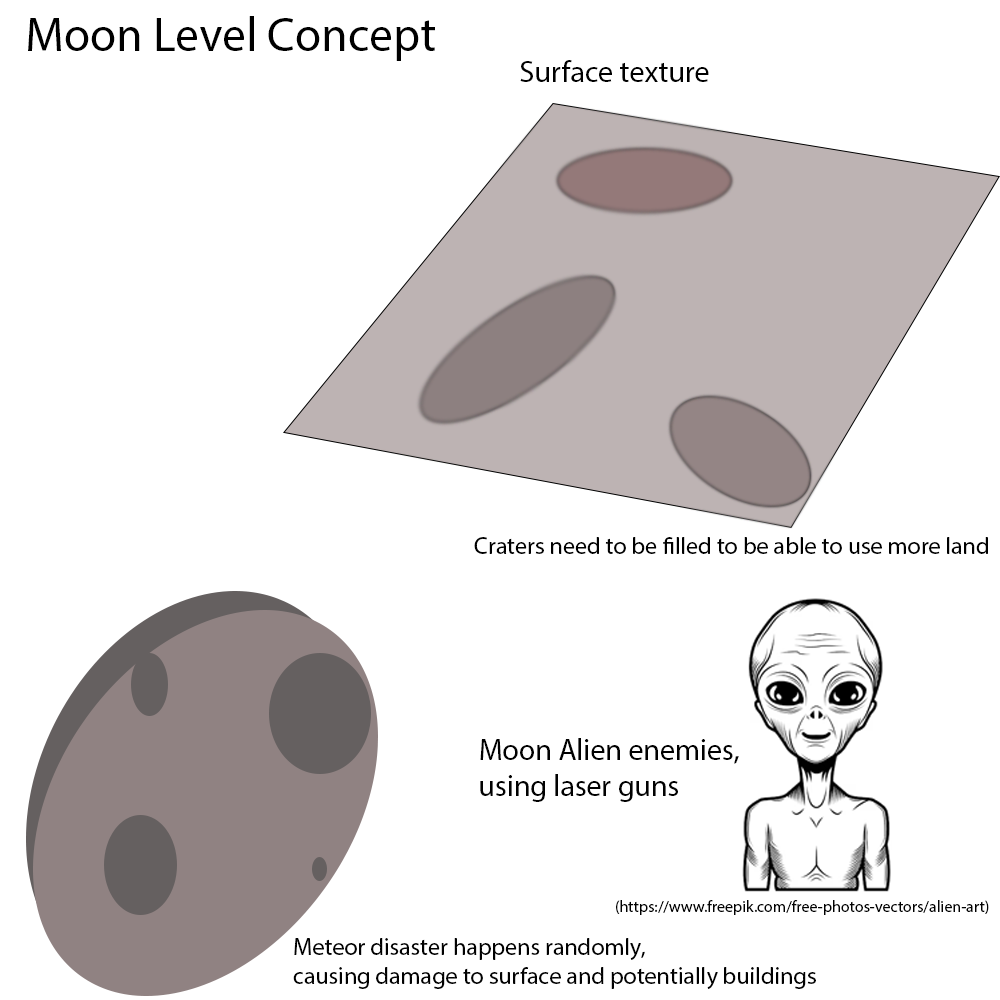 Moon Level Concept
Surface texture
Craters need to be filled to be able to use more land
Moon Alien enemies,
using laser guns
(https://www.freepik.com/free-photos-vectors/alien-art)
Meteor disaster happens randomly,
causing damage to surface and potentially buildings